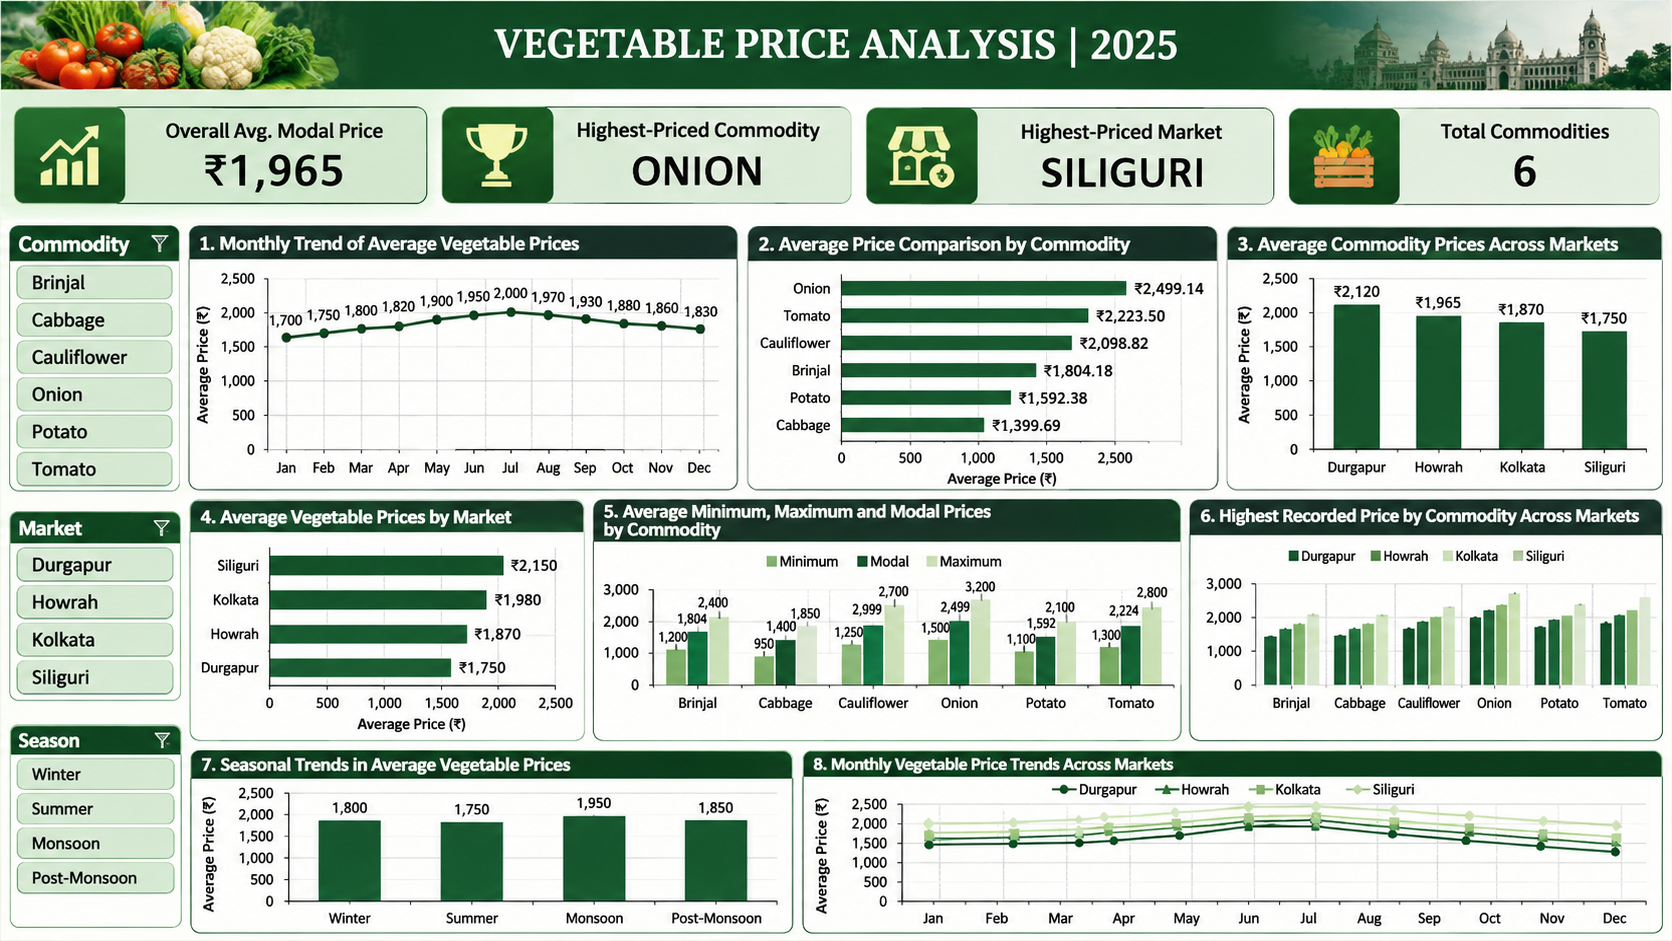 VEGETABLE PRICE ANALYSIS | 2025
Overall Avg. Modal Price
₹1,965
Highest-Priced Commodity
ONION
Highest-Priced Market
SILIGURI
Total Commodities
6
Commodity
Brinjal
Cabbage
Cauliflower
Onion
Potato
Tomato
Market
Durgapur
Howrah
Kolkata
Siliguri
Season
Winter
Summer
Monsoon
Post-Monsoon
1. Monthly Trend of Average Vegetable Prices
Average Price (₹)
2,500
2,000
1,500
1,000
500
0
1,700 1,750 1,800 1,820 1,900 1,950 2,000 1,970 1,930 1,880 1,860 1,830
Jan Feb Mar Apr May Jun Jul Aug Sep Oct Nov Dec
2. Average Price Comparison by Commodity
Onion ₹2,499.14
Tomato ₹2,223.50
Cauliflower ₹2,098.82
Brinjal ₹1,804.18
Potato ₹1,592.38
Cabbage ₹1,399.69
0 500 1,000 1,500 2,500
Average Price (₹)
3. Average Commodity Prices Across Markets
Average Price (₹)
2,500
2,000
1,500
1,000
500
0
₹2,120 ₹1,965 ₹1,870 ₹1,750
Durgapur Howrah Kolkata Siliguri
4. Average Vegetable Prices by Market
Siliguri ₹2,150
Kolkata ₹1,980
Howrah ₹1,870
Durgapur ₹1,750
0 500 1,000 1,500 2,000 2,500
Average Price (₹)
5. Average Minimum, Maximum and Modal Prices
by Commodity
Minimum Modal Maximum
3,000
2,000
1,000
0
1,200 1,804 2,400
950 1,400 1,850
1,250 2,999 2,700
1,500 2,499 3,200
1,100 1,592 2,100
1,300 2,224 2,800
Brinjal Cabbage Cauliflower Onion Potato Tomato
6. Highest Recorded Price by Commodity Across Markets
Durgapur Howrah Kolkata Siliguri
3,000
2,000
1,000
0
Brinjal Cabbage Cauliflower Onion Potato Tomato
7. Seasonal Trends in Average Vegetable Prices
Average Price (₹)
2,500
2,000
2,000
1,500
1,000
500
0
1,800 1,750 1,950 1,850
Winter Summer Monsoon Post-Monsoon
8. Monthly Vegetable Price Trends Across Markets
Durgapur Howrah Kolkata Siliguri
Average Price (₹)
2,500
2,000
1,500
1,000
500
0
Jan Feb Mar Apr May Jun Jul Aug Sep Oct Nov Dec